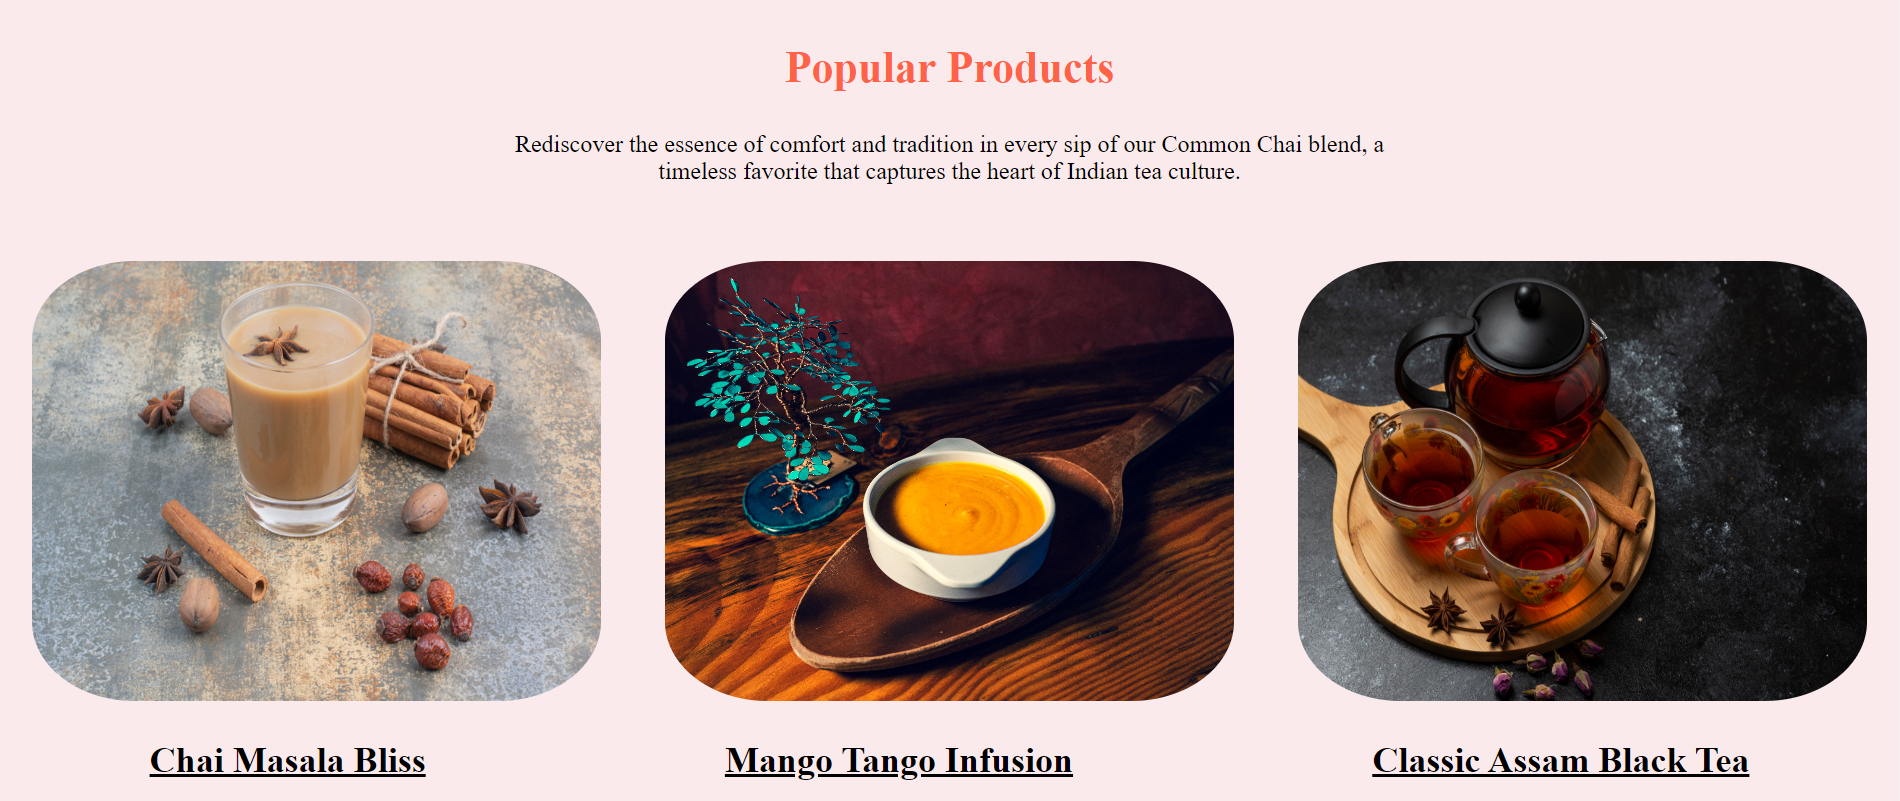 Popular Products
Rediscover the essence of comfort and tradition in every sip of our Common Chai blend, a
timeless favorite that captures the heart of Indian tea culture.
Chai Masala Bliss
Mango Tango Infusion
Classic Assam Black Tea